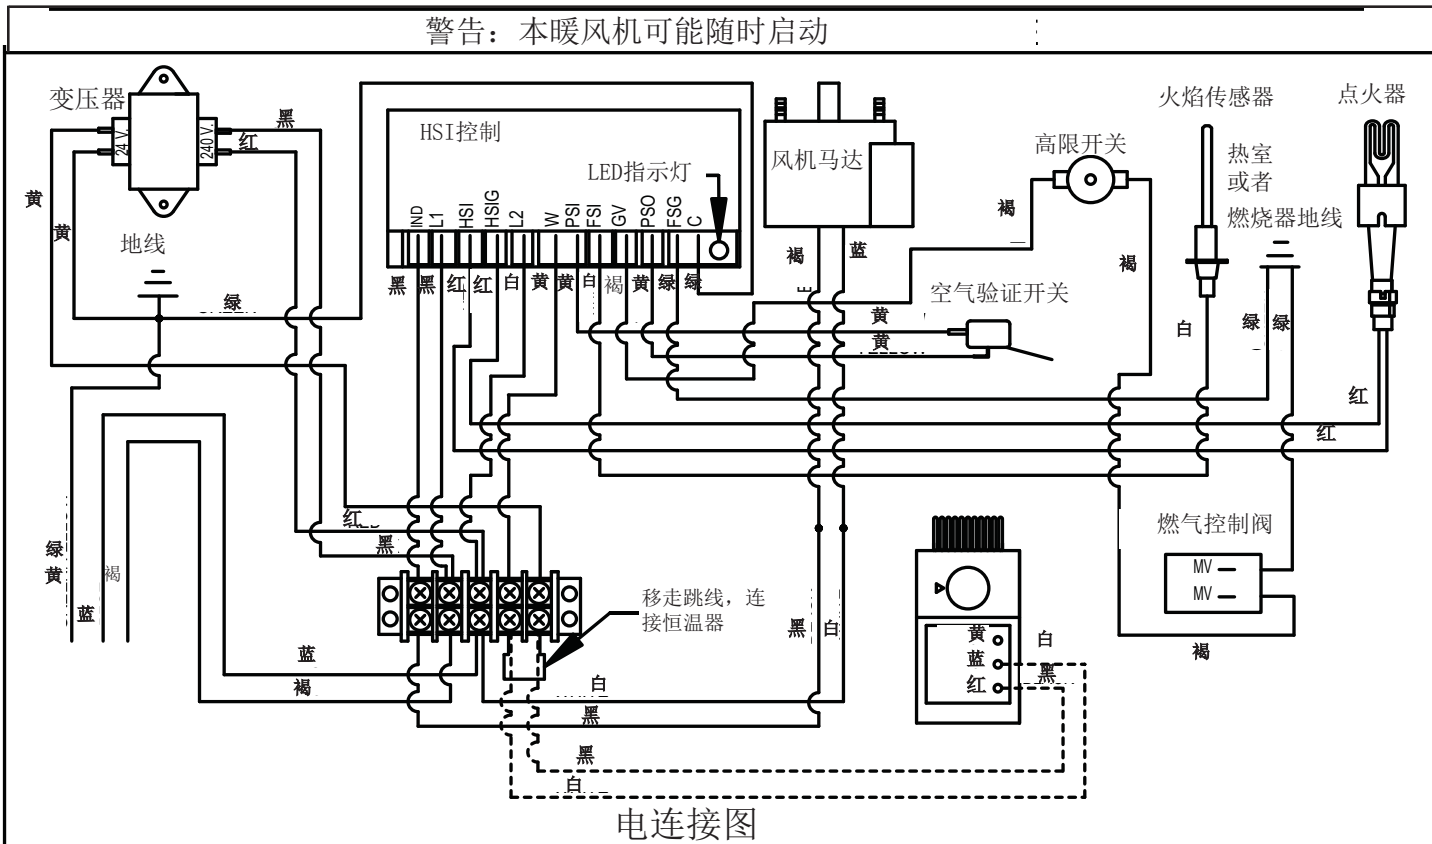 警告：本暖风机可能随时启动
变压器
24 V.
240 V.
黑
红
黄
黄
地线
绿
HSI控制
LED指示灯
IND
L1
HSI
HSIG
L2
W
PSI
FSI
GV
PSO
FSG
C
黑
黑
红
红
白
黄
黄
白
褐
黄
绿
绿
风机马达
褐
蓝
高限开关
褐
褐
火焰传感器
热室
或者
燃烧器地线
点火器
空气验证开关
黄
黄
白
绿
绿
红
红
红
黑
绿
黄
蓝
褐
移走跳线，连
接恒温器
黑
白
黄
蓝
红
白
黑
燃气控制阀
MV
MV
褐
蓝
褐
白
黑
黑
白
电连接图